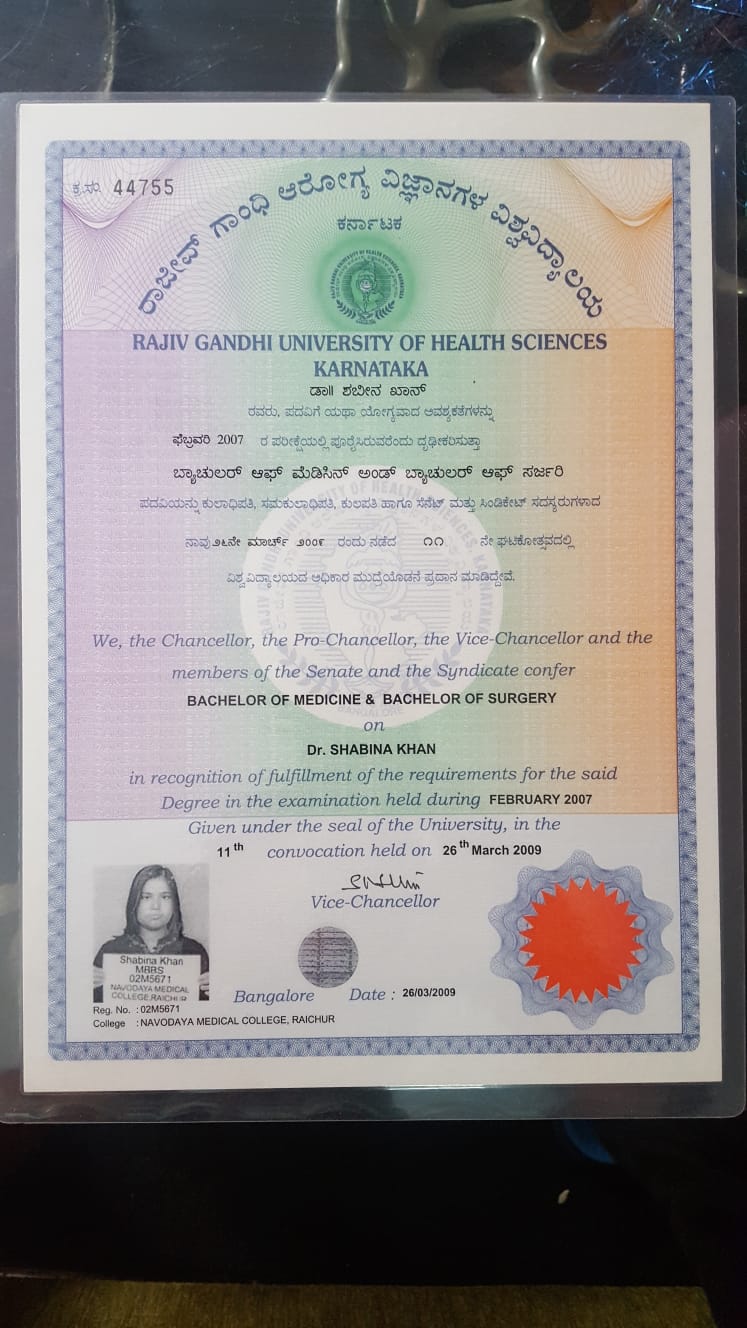 ಕ್ರ.ಸಂ. 44755
ರಾಜೀವ್ ಗಾಂಧಿ ಆರೋಗ್ಯ ವಿಜ್ಞಾನಗಳ ವಿಶ್ವವಿದ್ಯಾಲಯ
ಕರ್ನಾಟಕ
RAJIV GANDHI UNIVERSITY OF HEALTH SCIENCES
KARNATAKA
ಡಾ|| ಶಬೀನ ಖಾನ್
ರವರು, ಪದವಿಗೆ ಯಥಾ ಯೋಗ್ಯವಾದ ಅವಶ್ಯಕತೆಗಳನ್ನು
ಫೆಬ್ರವರಿ 2007 ರ ಪರೀಕ್ಷೆಯಲ್ಲಿ ಪೂರೈಸಿರುವರೆಂದು ದೃಢೀಕರಿಸುತ್ತಾ
ಬ್ಯಾಚುಲರ್ ಆಫ್ ಮೆಡಿಸಿನ್ ಅಂಡ್ ಬ್ಯಾಚುಲರ್ ಆಫ್ ಸರ್ಜರಿ
ಪದವಿಯನ್ನು ಕುಲಾಧಿಪತಿ, ಸಮಕುಲಾಧಿಪತಿ, ಕುಲಪತಿ ಹಾಗೂ ಸೆನೆಟ್ ಮತ್ತು ಸಿಂಡಿಕೇಟ್ ಸದಸ್ಯರುಗಳಾದ
ನಾವು ೨೬ನೇ ಮಾರ್ಚ್ ೨೦೦೯ ರಂದು ನಡೆದ ೧೧ ನೇ ಘಟಿಕೋತ್ಸವದಲ್ಲಿ
ವಿಶ್ವವಿದ್ಯಾಲಯದ ಅಧಿಕಾರ ಮುದ್ರೆಯೊಡನೆ ಪ್ರದಾನ ಮಾಡಿದ್ದೇವೆ.
We, the Chancellor, the Pro-Chancellor, the Vice-Chancellor and the
members of the Senate and the Syndicate confer
BACHELOR OF MEDICINE & BACHELOR OF SURGERY
on
Dr. SHABINA KHAN
in recognition of fulfillment of the requirements for the said
Degree in the examination held during FEBRUARY 2007
Given under the seal of the University, in the
11th convocation held on 26th March 2009
Vice-Chancellor
Shabina Khan
MBBS
02M5671
NAVODAYA MEDICAL
COLLEGE,RAICHUR
Bangalore Date : 26/03/2009
Reg. No. : 02M5671
College : NAVODAYA MEDICAL COLLEGE, RAICHUR